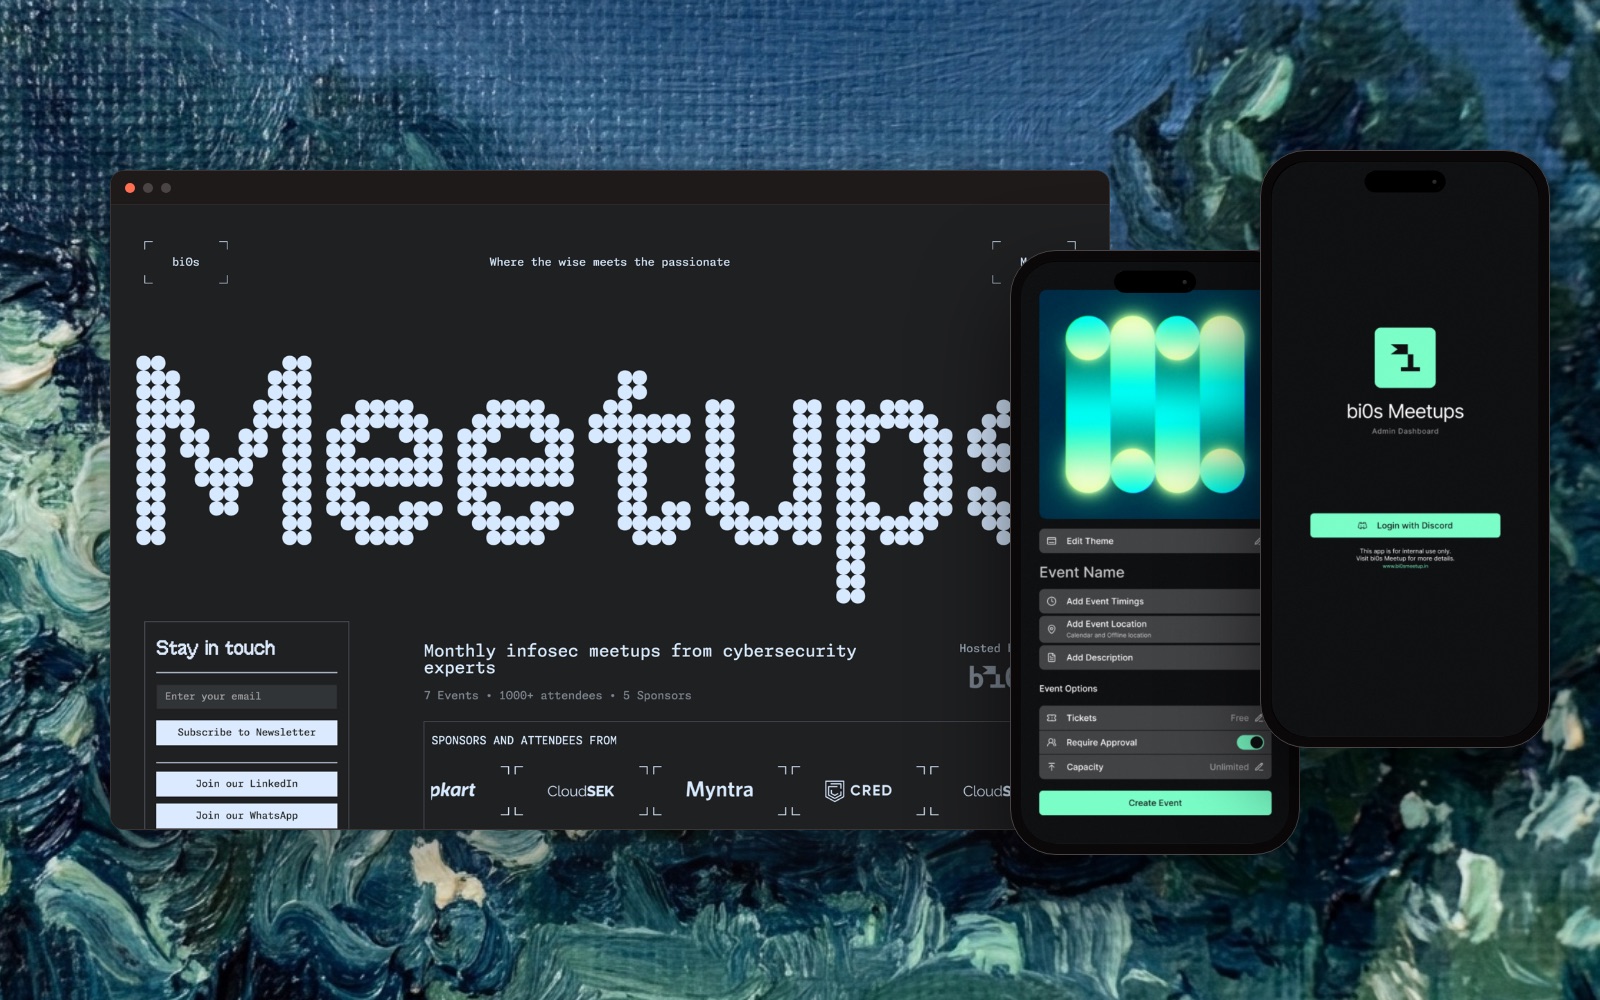 bi0s
Where the wise meets the passionate
M
Meetups
Stay in touch
Enter your email
Subscribe to Newsletter
Join our LinkedIn
Join our WhatsApp
Monthly infosec meetups from cybersecurity
experts
7 Events • 1000+ attendees • 5 Sponsors
Hosted
SPONSORS AND ATTENDEES FROM
pkart
CloudSEK
Myntra
CRED
CloudS
Edit Theme
Event Name
Add Event Timings
Add Event Location
Calendar and Offline location
Add Description
Event Options
Tickets
Free
Require Approval
Capacity
Unlimited
Create Event
bi0s Meetups
Admin Dashboard
Login with Discord
This app is for internal use only.
Visit bi0s Meetup for more details.
www.bi0smeetup.in